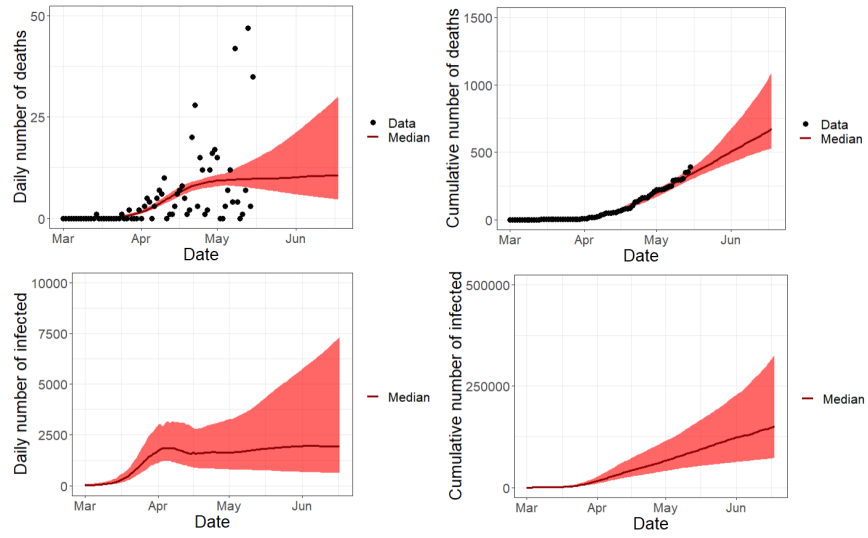 Daily number of deaths
50
25
0
Mar
Apr
May
Jun
Date
Data
Median
Cumulative number of deaths
1500
1000
500
0
Mar
Apr
May
Jun
Date
Data
Median
Daily number of infected
10000
7500
5000
2500
0
Mar
Apr
May
Jun
Date
Median
Cumulative number of infected
500000
250000
0
Mar
Apr
May
Jun
Date
Median